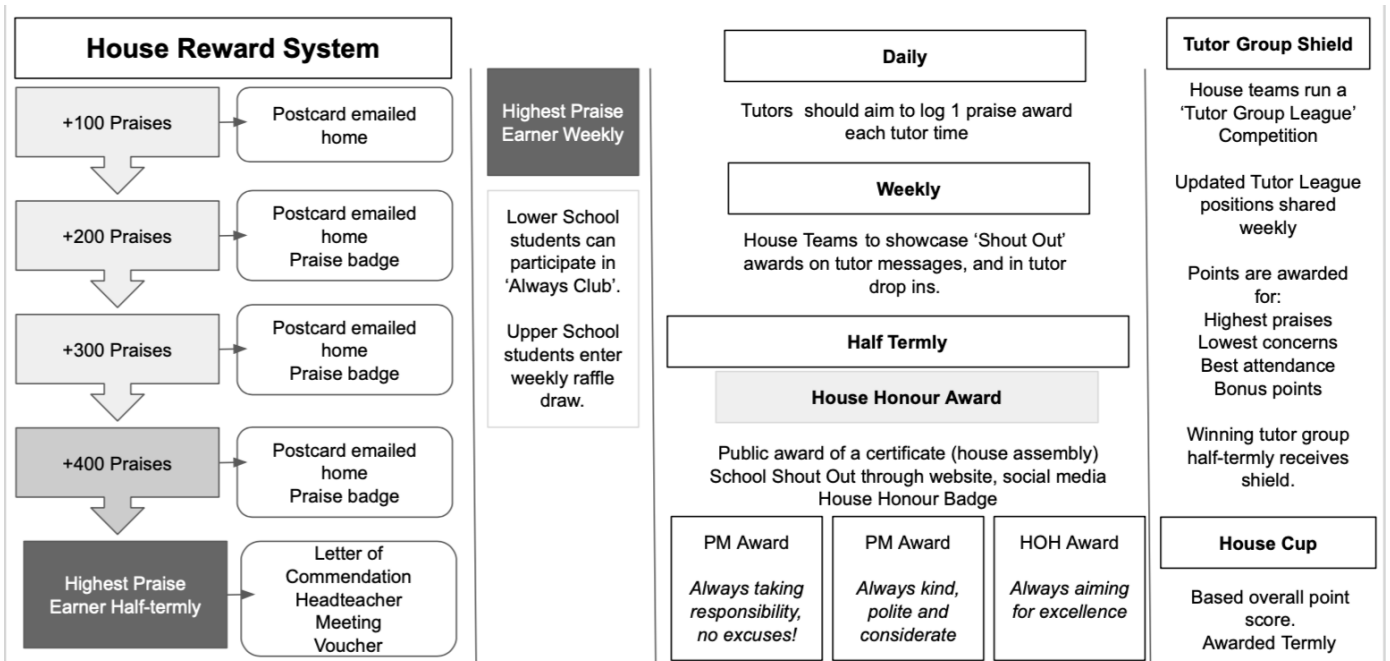 House Reward System
+100 Praises
Postcard emailed
home
+200 Praises
Postcard emailed
home
Praise badge
+300 Praises
Postcard emailed
home
Praise badge
+400 Praises
Postcard emailed
home
Praise badge
Highest Praise
Earner Half-termly
Letter of
Commendation
Headteacher
Meeting
Voucher
Highest Praise
Earner Weekly
Lower School
students can
participate in
‘Always Club’.
Upper School
students enter
weekly raffle
draw.
Daily
Tutors should aim to log 1 praise award
each tutor time
Weekly
House Teams to showcase ‘Shout Out’
awards on tutor messages, and in tutor
drop ins.
Half Termly
House Honour Award
Public award of a certificate (house assembly)
School Shout Out through website, social media
House Honour Badge
PM Award
Always taking
responsibility,
no excuses!
PM Award
Always kind,
polite and
considerate
HOH Award
Always aiming
for excellence
Tutor Group Shield
House teams run a
‘Tutor Group League’
Competition
Updated Tutor League
positions shared
weekly
Points are awarded
for:
Highest praises
Lowest concerns
Best attendance
Bonus points
Winning tutor group
half-termly receives
shield.
House Cup
Based overall point
score.
Awarded Termly